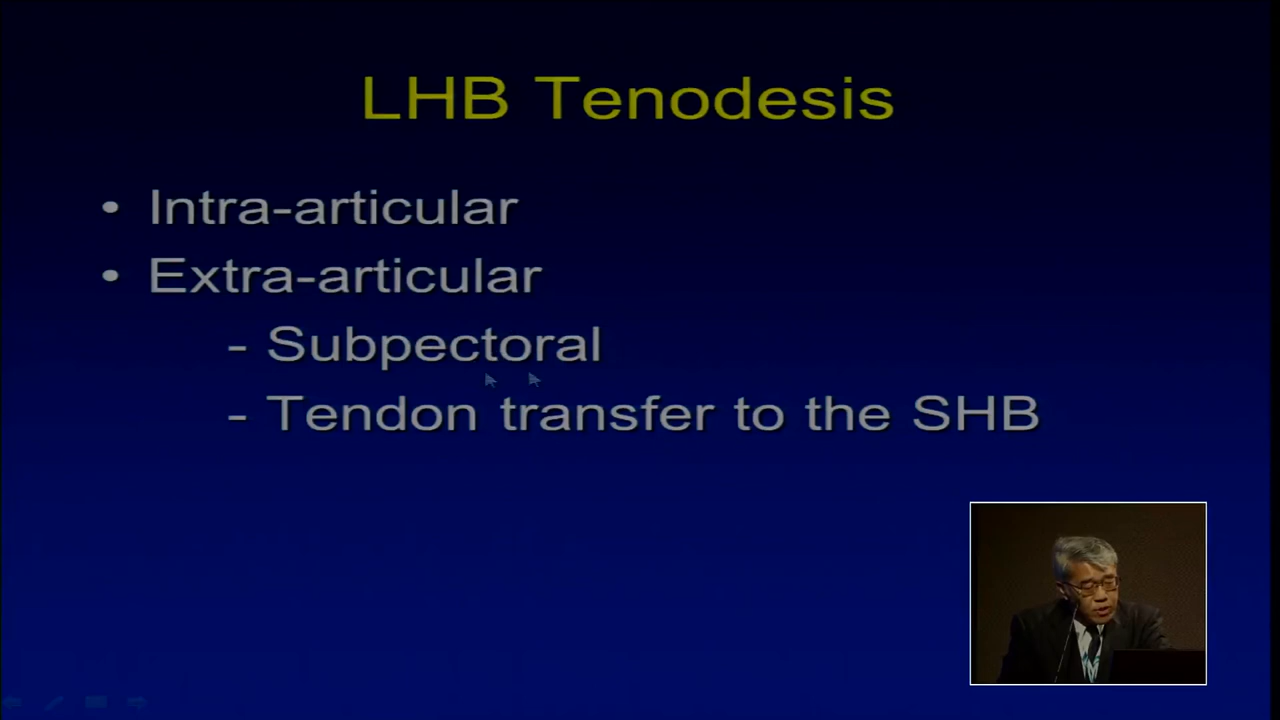 LHB Tenodesis
• Intra-articular
• Extra-articular
- Subpectoral
- Tendon transfer to the SHB